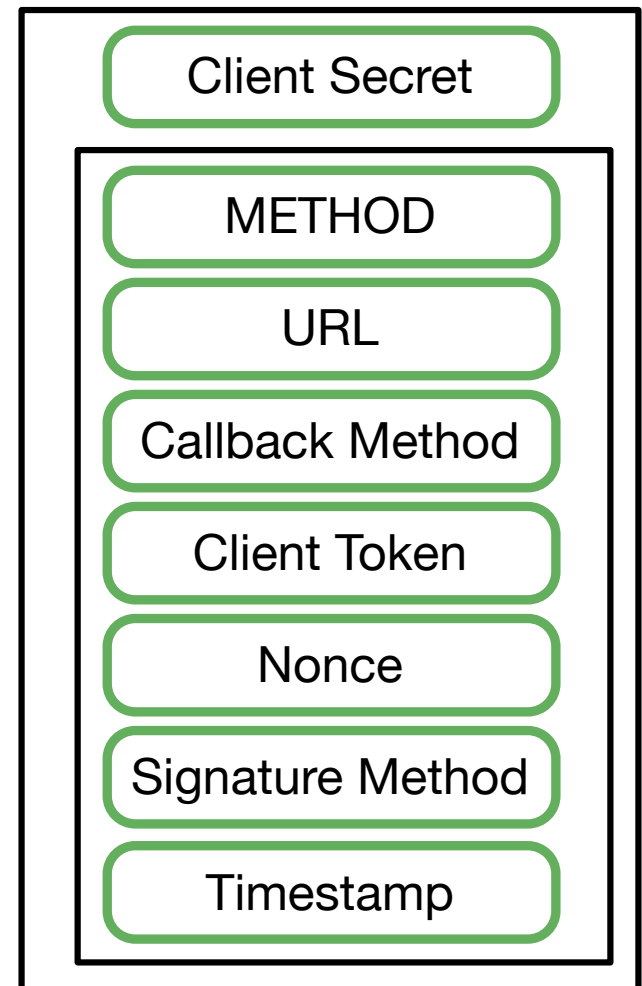 Client Secret
METHOD
URL
Callback Method
Client Token
Nonce
Signature Method
Timestamp